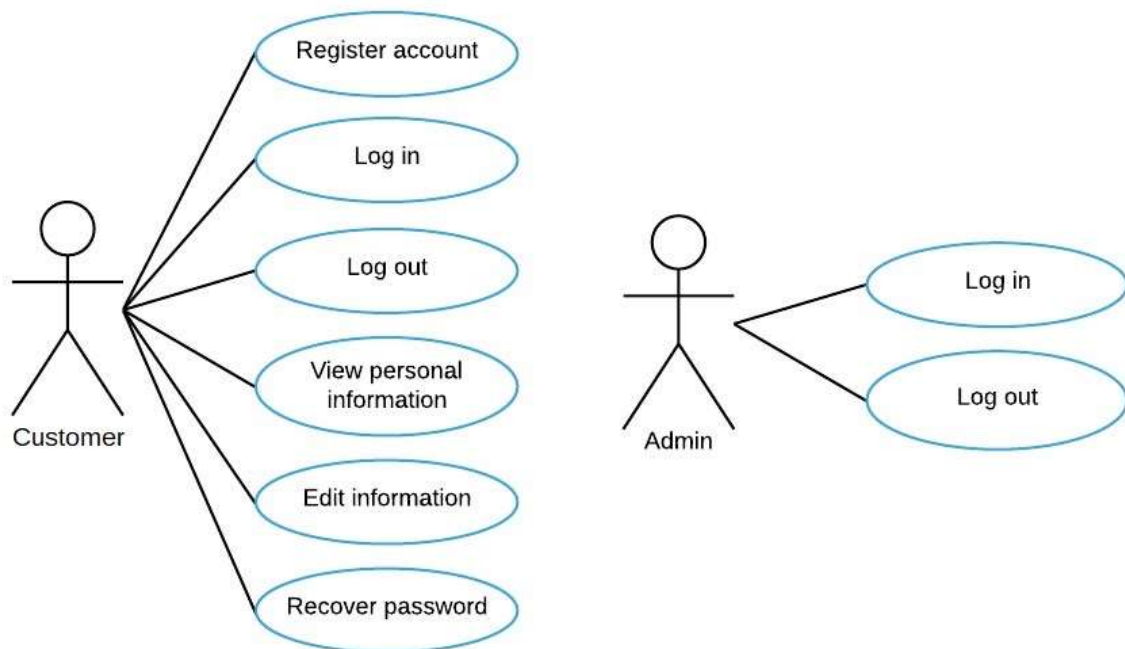 Register account
Log in
Log out
View personal
information
Edit information
Recover password
Customer
Log in
Log out
Admin